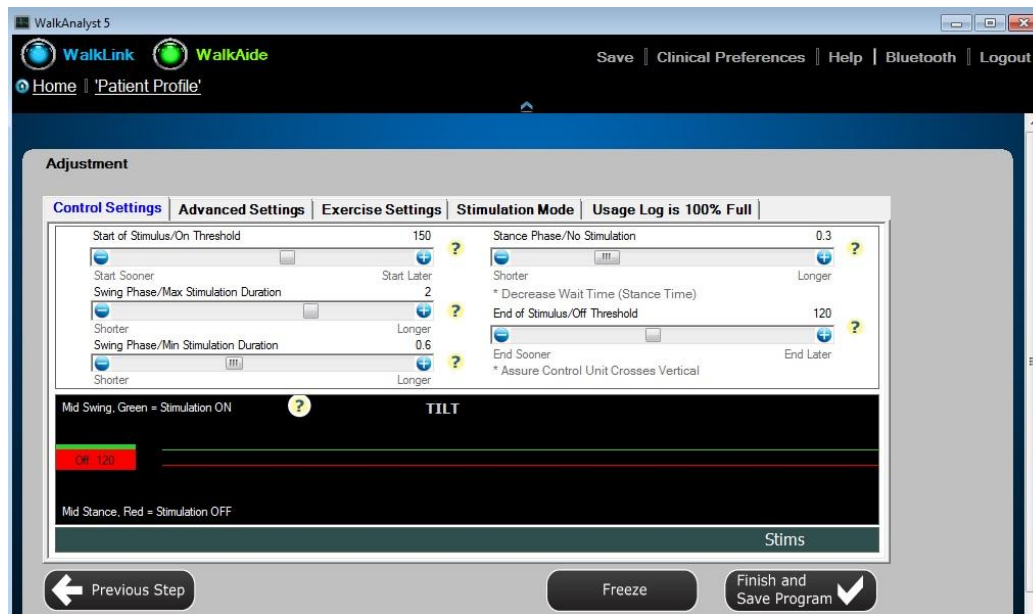 WalkAnalyst 5
WalkLink WalkAide
Save | Clinical Preferences | Help | Bluetooth | Logout
Home | 'Patient Profile'
Adjustment
Control Settings | Advanced Settings | Exercise Settings | Stimulation Mode | Usage Log is 100% Full
Start of Stimulus/On Threshold 150
?
Start Sooner Start Later
Swing Phase/Max Stimulation Duration 2
?
Shorter Longer
Swing Phase/Min Stimulation Duration 0.6
?
Shorter Longer
Stance Phase/No Stimulation 0.3
?
Shorter Longer
* Decrease Wait Time (Stance Time)
End of Stimulus/Off Threshold 120
?
End Sooner End Later
* Assure Control Unit Crosses Vertical
Mid Swing, Green = Stimulation ON ? TILT
Off: 120
Mid Stance, Red = Stimulation OFF
Stims
Previous Step
Freeze
Finish and
Save Program